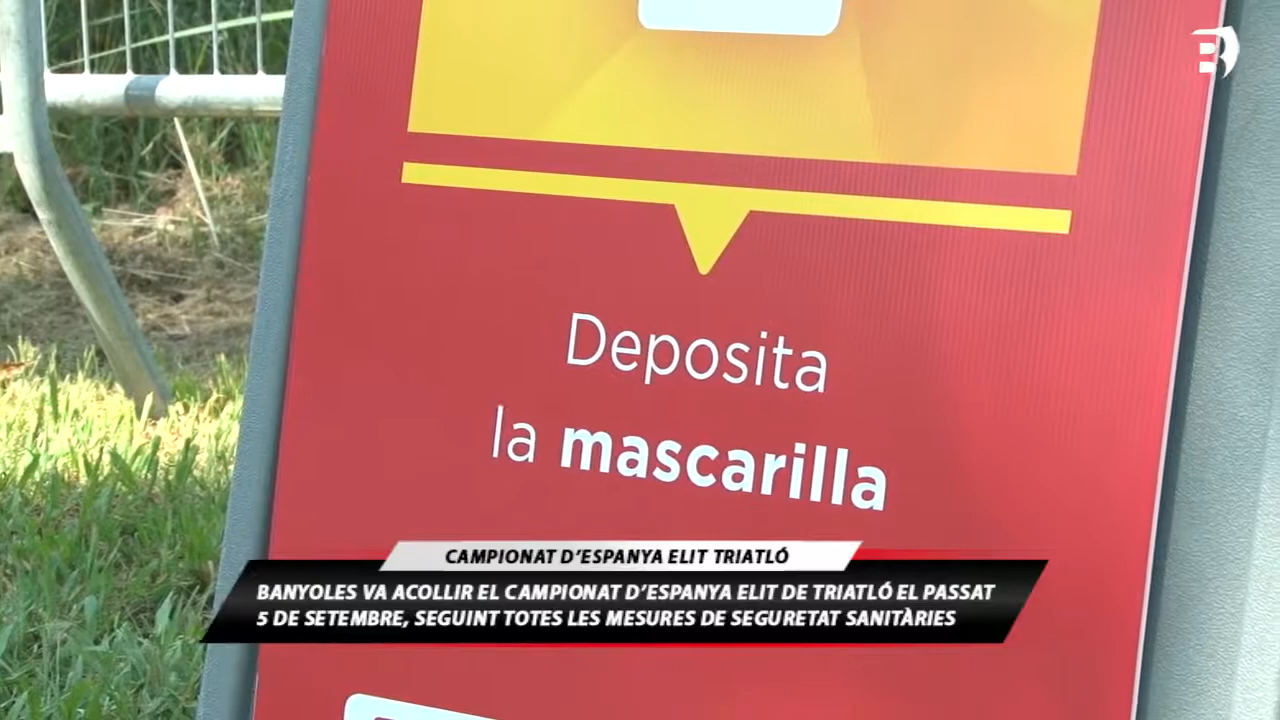 Deposita
la mascarilla
CAMPIONAT D'ESPANYA ELIT TRIATLÓ
BANYOLES VA ACOLLIR EL CAMPIONAT D'ESPANYA ELIT DE TRIATLÓ EL PASSAT
5 DE SETEMBRE, SEGUINT TOTES LES MESURES DE SEGURETAT SANITÀRIES